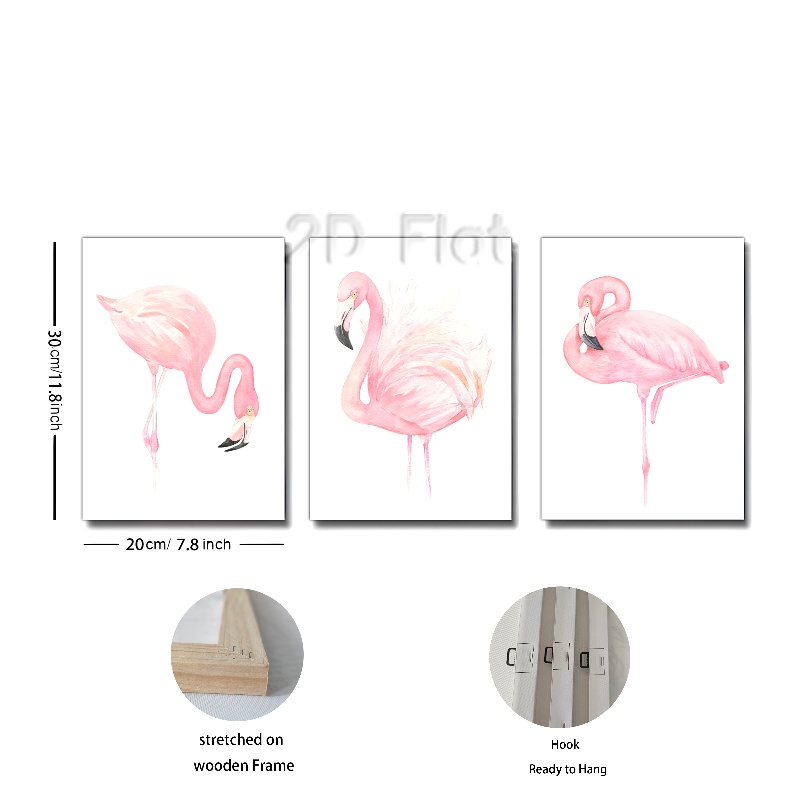 2D Flat
30cm/11.8inch
20cm/ 7.8 inch
stretched on
wooden Frame
Hook
Ready to Hang